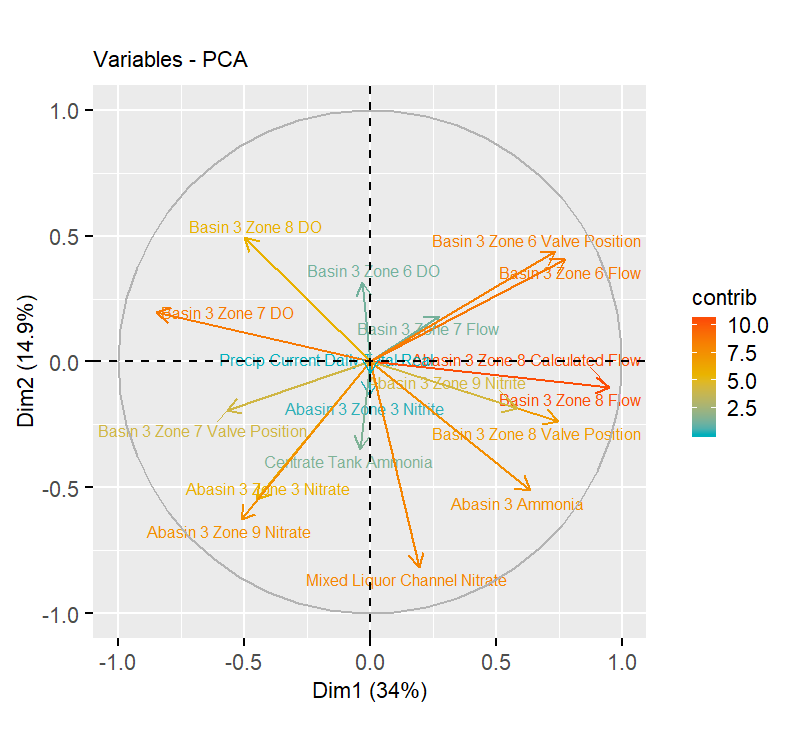 Variables - PCA
1.0
0.5
0.0
-0.5
-1.0
Dim2 (14.9%)
Basin 3 Zone 8 DO
Basin 3 Zone 6 Valve Position
Basin 3 Zone 6 DO
Basin 3 Zone 6 Flow
Basin 3 Zone 7 DO
Basin 3 Zone 7 Flow
Precip Current Daily Total Real
Abasin 3 Zone 8 Calculated Flow
Abasin 3 Zone 9 Nitrite
Basin 3 Zone 8 Flow
Abasin 3 Zone 3 Nitrite
Basin 3 Zone 7 Valve Position
Basin 3 Zone 8 Valve Position
Centrate Tank Ammonia
Abasin 3 Zone 3 Nitrate
Abasin 3 Ammonia
Abasin 3 Zone 9 Nitrate
Mixed Liquor Channel Nitrate
-1.0
-0.5
0.0
0.5
1.0
Dim1 (34%)
contrib
10.0
7.5
5.0
2.5